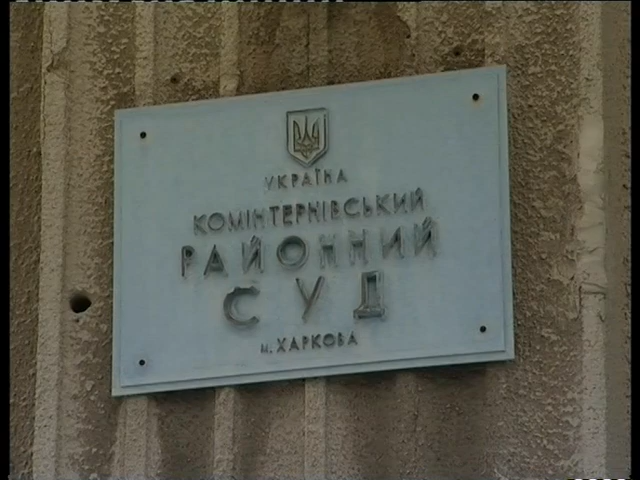 УКРАЇНА
КОМІНТЕРНІВСЬКИЙ
РАЙОННИЙ
СУД
м. ХАРКОВА